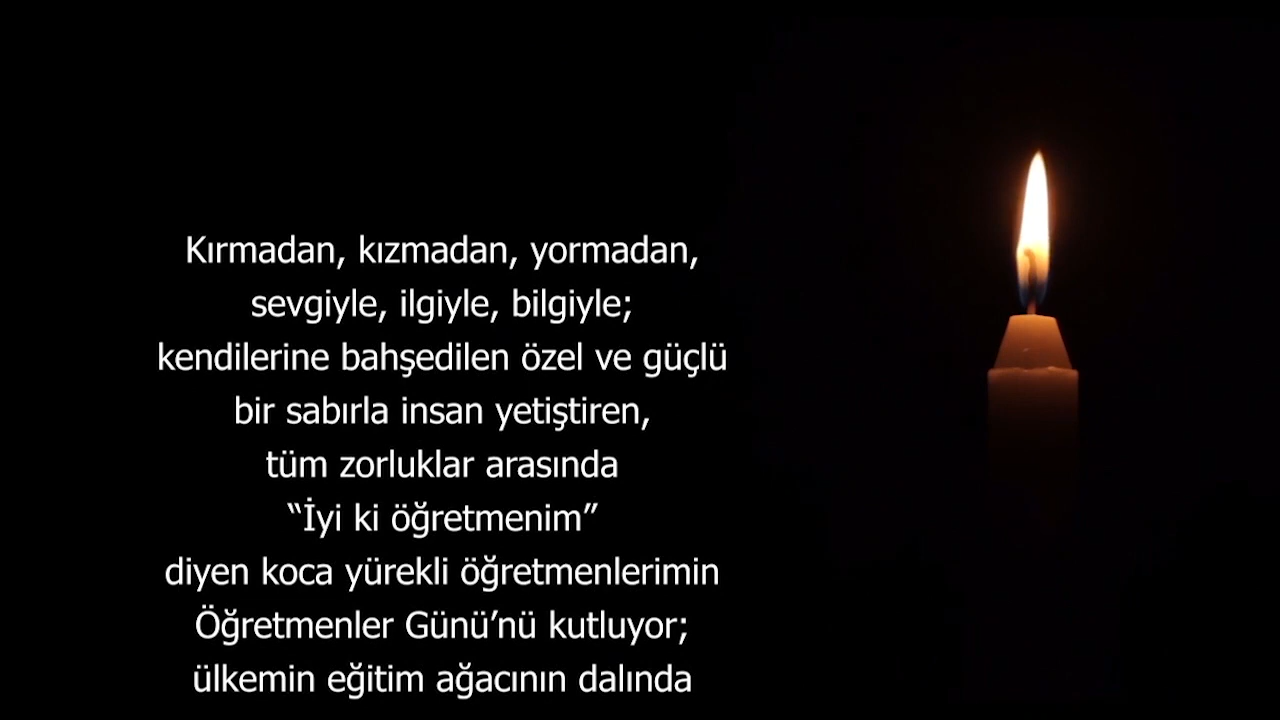 Kırmadan, kızmadan, yormadan,
sevgiyle, ilgiyle, bilgiyle;
kendilerine bahşedilen özel ve güçlü
bir sabırla insan yetiştiren,
tüm zorluklar arasında
“İyi ki öğretmenim”
diyen koca yürekli öğretmenlerimin
Öğretmenler Günü’nü kutluyor;
ülkemin eğitim ağacının dalında